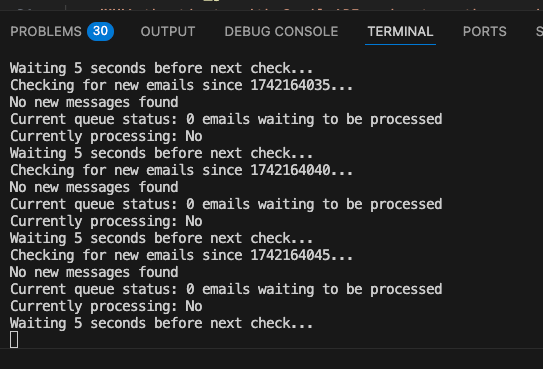 PROBLEMS 30 OUTPUT DEBUG CONSOLE TERMINAL PORTS S
Waiting 5 seconds before next check...
Checking for new emails since 1742164035...
No new messages found
Current queue status: 0 emails waiting to be processed
Currently processing: No
Waiting 5 seconds before next check...
Checking for new emails since 1742164040...
No new messages found
Current queue status: 0 emails waiting to be processed
Currently processing: No
Waiting 5 seconds before next check...
Checking for new emails since 1742164045...
No new messages found
Current queue status: 0 emails waiting to be processed
Currently processing: No
Waiting 5 seconds before next check...